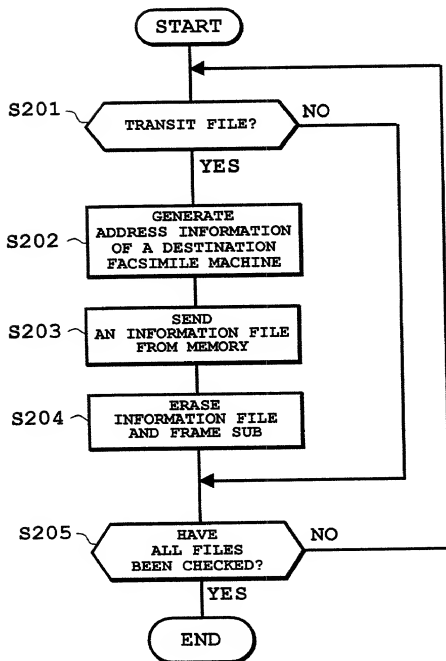 START
S201
TRANSIT FILE?
NO
YES
S202
GENERATE
ADDRESS INFORMATION
OF A DESTINATION
FACSIMILE MACHINE
S203
SEND
AN INFORMATION FILE
FROM MEMORY
S204
ERASE
INFORMATION FILE
AND FRAME SUB
S205
HAVE
ALL FILES
BEEN CHECKED?
NO
YES
END